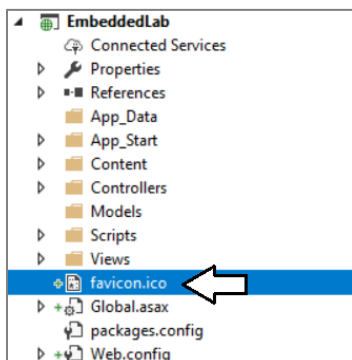 EmbeddedLab
Connected Services
Properties
References
App_Data
App_Start
Content
Controllers
Models
Scripts
Views
favicon.ico
Global.asax
packages.config
Web.config